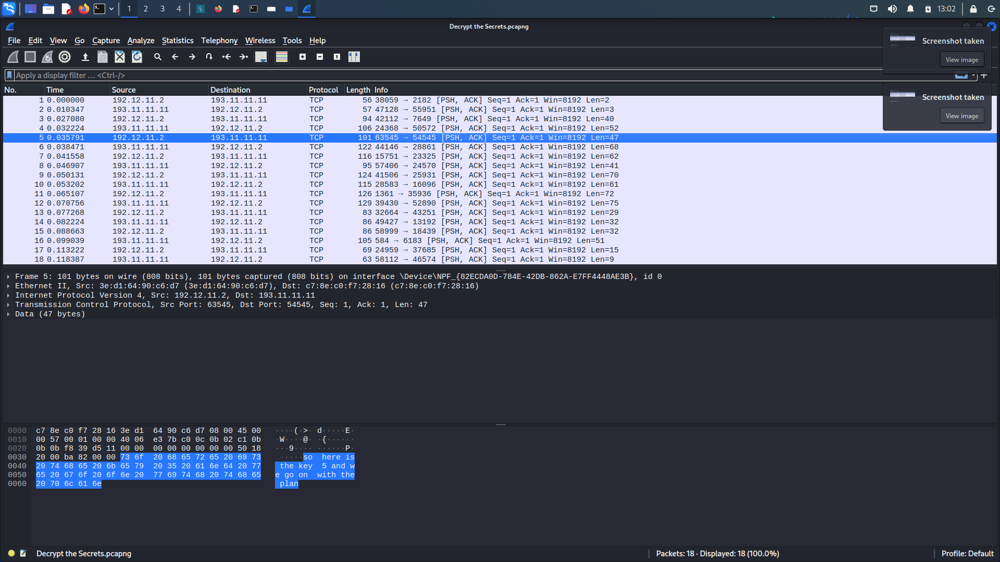 1 2 3 4 13:02
Decrypt the Secrets.pcapng
File Edit View Go Capture Analyze Statistics Telephony Wireless Tools Help
Screenshot taken
View image
Apply a display filter … <Ctrl-/>
Screenshot taken
View image
No. Time Source Destination Protocol Length Info
1 0.000000 192.12.11.2 193.11.11.11 TCP 56 38059 → 2182 [PSH, ACK] Seq=1 Ack=1 Win=8192 Len=2
2 0.010347 193.11.11.11 192.12.11.2 TCP 57 47128 → 55951 [PSH, ACK] Seq=1 Ack=1 Win=8192 Len=3
3 0.027080 192.12.11.2 193.11.11.11 TCP 94 42112 → 7649 [PSH, ACK] Seq=1 Ack=1 Win=8192 Len=40
4 0.032224 193.11.11.11 192.12.11.2 TCP 106 24368 → 50572 [PSH, ACK] Seq=1 Ack=1 Win=8192 Len=52
5 0.035791 192.12.11.2 193.11.11.11 TCP 101 63545 → 54545 [PSH, ACK] Seq=1 Ack=1 Win=8192 Len=47
6 0.038471 193.11.11.11 192.12.11.2 TCP 122 44146 → 28861 [PSH, ACK] Seq=1 Ack=1 Win=8192 Len=68
7 0.041558 192.12.11.2 193.11.11.11 TCP 116 15751 → 23325 [PSH, ACK] Seq=1 Ack=1 Win=8192 Len=62
8 0.046907 193.11.11.11 192.12.11.2 TCP 95 57406 → 24570 [PSH, ACK] Seq=1 Ack=1 Win=8192 Len=41
9 0.050131 192.12.11.2 193.11.11.11 TCP 124 41506 → 25931 [PSH, ACK] Seq=1 Ack=1 Win=8192 Len=70
10 0.053202 193.11.11.11 192.12.11.2 TCP 115 28583 → 16096 [PSH, ACK] Seq=1 Ack=1 Win=8192 Len=61
11 0.065107 192.12.11.2 193.11.11.11 TCP 126 1361 → 35936 [PSH, ACK] Seq=1 Ack=1 Win=8192 Len=72
12 0.070756 193.11.11.11 192.12.11.2 TCP 129 39430 → 52890 [PSH, ACK] Seq=1 Ack=1 Win=8192 Len=75
13 0.077268 192.12.11.2 193.11.11.11 TCP 83 32664 → 43251 [PSH, ACK] Seq=1 Ack=1 Win=8192 Len=29
14 0.082224 193.11.11.11 192.12.11.2 TCP 86 49427 → 13192 [PSH, ACK] Seq=1 Ack=1 Win=8192 Len=32
15 0.088663 192.12.11.2 193.11.11.11 TCP 86 58999 → 18439 [PSH, ACK] Seq=1 Ack=1 Win=8192 Len=32
16 0.099039 193.11.11.11 192.12.11.2 TCP 105 584 → 6183 [PSH, ACK] Seq=1 Ack=1 Win=8192 Len=51
17 0.113222 192.12.11.2 193.11.11.11 TCP 69 24959 → 37685 [PSH, ACK] Seq=1 Ack=1 Win=8192 Len=15
18 0.118387 193.11.11.11 192.12.11.2 TCP 63 58112 → 46574 [PSH, ACK] Seq=1 Ack=1 Win=8192 Len=9
Frame 5: 101 bytes on wire (808 bits), 101 bytes captured (808 bits) on interface \Device\NPF_{82ECDA0D-784E-42DB-862A-E7FF4448AE3B}, id 0
Ethernet II, Src: 3e:d1:64:90:c6:d7 (3e:d1:64:90:c6:d7), Dst: c7:8e:c0:f7:28:16 (c7:8e:c0:f7:28:16)
Internet Protocol Version 4, Src: 192.12.11.2, Dst: 193.11.11.11
Transmission Control Protocol, Src Port: 63545, Dst Port: 54545, Seq: 1, Ack: 1, Len: 47
Data (47 bytes)
0000 c7 8e c0 f7 28 16 3e d1 64 90 c6 d7 08 00 45 00 ····(·>· d·····E·
0010 00 57 00 01 00 00 40 06 e3 7b c0 0c 0b 02 c1 0b ·W····@· ·{······
0020 0b 0b f8 39 d5 11 00 00 00 00 00 00 00 00 50 18 ···9···· ······P·
0030 20 00 ba 82 00 00 73 6f 20 68 65 72 65 20 69 73 ·····so here is
0040 20 74 68 65 20 6b 65 79 20 35 20 61 6e 64 20 77 the key 5 and w
0050 65 20 67 6f 20 6f 6e 20 77 69 74 68 20 74 68 65 e go on with the
0060 20 70 6c 61 6e plan
Decrypt the Secrets.pcapng Packets: 18 · Displayed: 18 (100.0%) Profile: Default